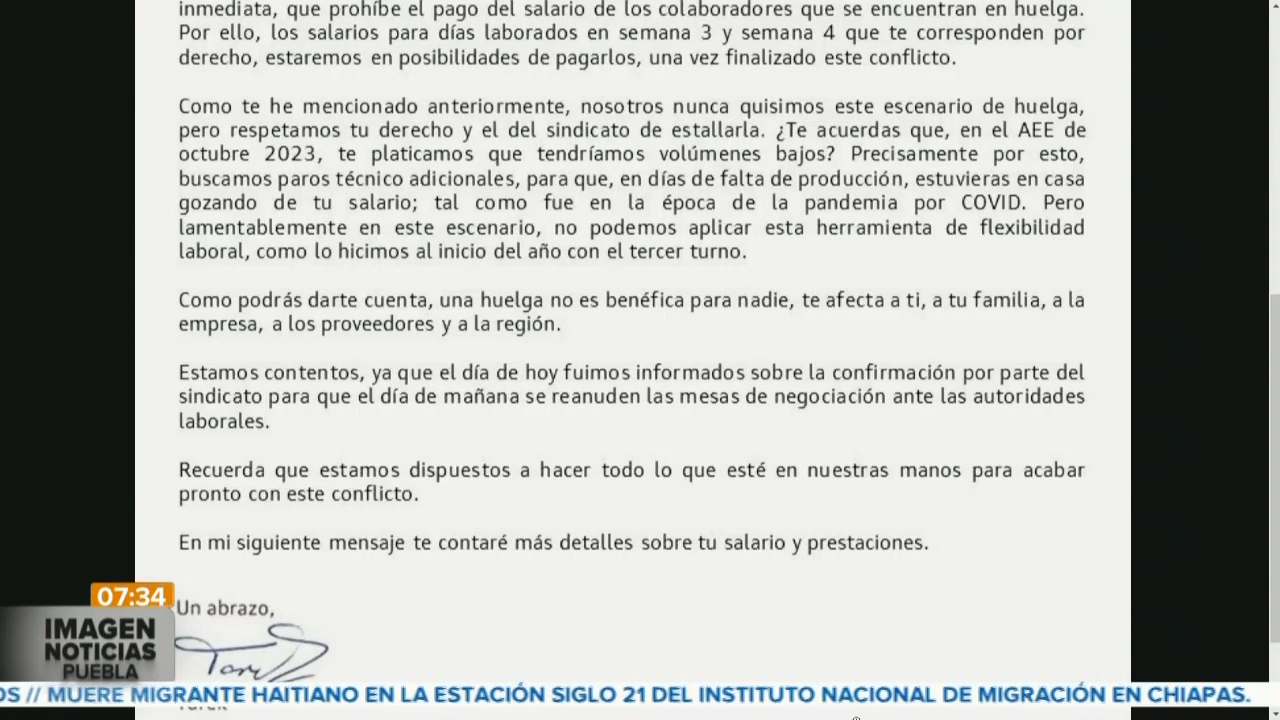 inmediata, que prohíbe el pago del salario de los colaboradores que se encuentran en huelga.
Por ello, los salarios para días laborados en semana 3 y semana 4 que te corresponden por
derecho, estaremos en posibilidades de pagarlos, una vez finalizado este conflicto.
Como te he mencionado anteriormente, nosotros nunca quisimos este escenario de huelga,
pero respetamos tu derecho y el del sindicato de estallarla. ¿Te acuerdas que, en el AEE de
octubre 2023, te platicamos que tendríamos volúmenes bajos? Precisamente por esto,
buscamos paros técnico adicionales, para que, en días de falta de producción, estuvieras en casa
gozando de tu salario; tal como fue en la época de la pandemia por COVID. Pero
lamentablemente en este escenario, no podemos aplicar esta herramienta de flexibilidad
laboral, como lo hicimos al inicio del año con el tercer turno.
Como podrás darte cuenta, una huelga no es benéfica para nadie, te afecta a ti, a tu familia, a la
empresa, a los proveedores y a la región.
Estamos contentos, ya que el día de hoy fuimos informados sobre la confirmación por parte del
sindicato para que el día de mañana se reanuden las mesas de negociación ante las autoridades
laborales.
Recuerda que estamos dispuestos a hacer todo lo que esté en nuestras manos para acabar
pronto con este conflicto.
En mi siguiente mensaje te contaré más detalles sobre tu salario y prestaciones.
Un abrazo,
07:34
IMAGEN
NOTICIAS
PUEBLA
OS // MUERE MIGRANTE HAITIANO EN LA ESTACIÓN SIGLO 21 DEL INSTITUTO NACIONAL DE MIGRACIÓN EN CHIAPAS.